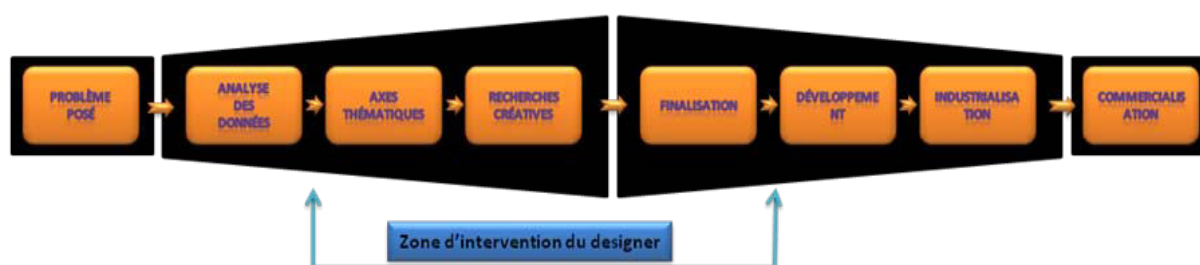 PROBLÈME
POSÉ
ANALYSE
DES
DONNÉES
AXES
THÉMATIQUES
RECHERCHES
CRÉATIVES
FINALISATION
DÉVELOPPEME
NT
INDUSTRIALISA
TION
COMMERCIALIS
ATION
Zone d'intervention du designer